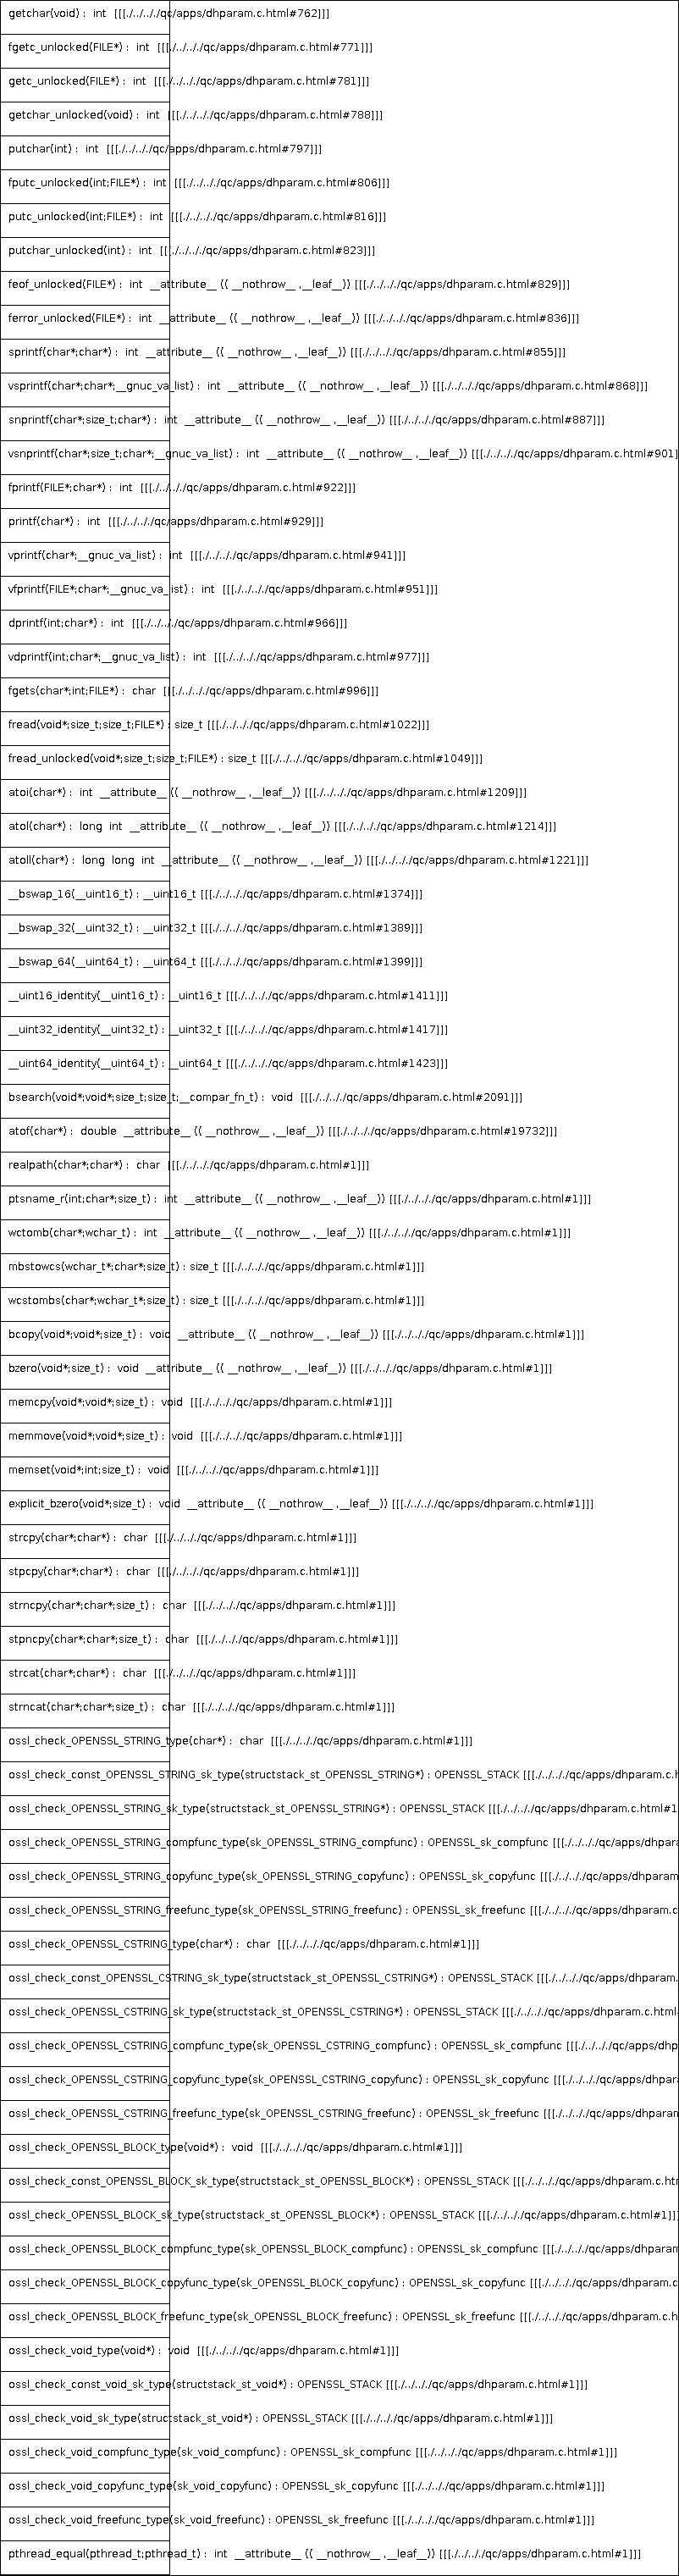 getchar(void) : int [[[./../.././qc/apps/dhparam.c.html#762]]]
fgetc_unlocked(FILE*) : int [[[./../.././qc/apps/dhparam.c.html#771]]]
getc_unlocked(FILE*) : int [[[./../.././qc/apps/dhparam.c.html#781]]]
getchar_unlocked(void) : int [[[./../.././qc/apps/dhparam.c.html#788]]]
putchar(int) : int [[[./../.././qc/apps/dhparam.c.html#797]]]
fputc_unlocked(int;FILE*) : int [[[./../.././qc/apps/dhparam.c.html#806]]]
putc_unlocked(int;FILE*) : int [[[./../.././qc/apps/dhparam.c.html#816]]]
putchar_unlocked(int) : int [[[./../.././qc/apps/dhparam.c.html#823]]]
feof_unlocked(FILE*) : int __attribute__ (( __nothrow__ ,__leaf__)) [[[./../.././qc/apps/dhparam.c.html#829]]]
ferror_unlocked(FILE*) : int __attribute__ (( __nothrow__ ,__leaf__)) [[[./../.././qc/apps/dhparam.c.html#836]]]
sprintf(char*;char*) : int __attribute__ (( __nothrow__ ,__leaf__)) [[[./../.././qc/apps/dhparam.c.html#855]]]
vsprintf(char*;char*;__gnuc_va_list) : int __attribute__ (( __nothrow__ ,__leaf__)) [[[./../.././qc/apps/dhparam.c.html#868]]]
snprintf(char*;size_t;char*) : int __attribute__ (( __nothrow__ ,__leaf__)) [[[./../.././qc/apps/dhparam.c.html#887]]]
vsnprintf(char*;size_t;char*;__gnuc_va_list) : int __attribute__ (( __nothrow__ ,__leaf__)) [[[./../.././qc/apps/dhparam.c.html#901]
fprintf(FILE*;char*) : int [[[./../.././qc/apps/dhparam.c.html#922]]]
printf(char*) : int [[[./../.././qc/apps/dhparam.c.html#929]]]
vprintf(char*;__gnuc_va_list) : int [[[./../.././qc/apps/dhparam.c.html#941]]]
vfprintf(FILE*;char*;__gnuc_va_list) : int [[[./../.././qc/apps/dhparam.c.html#951]]]
dprintf(int;char*) : int [[[./../.././qc/apps/dhparam.c.html#966]]]
vdprintf(int;char*;__gnuc_va_list) : int [[[./../.././qc/apps/dhparam.c.html#977]]]
fgets(char*;int;FILE*) : char [[[./../.././qc/apps/dhparam.c.html#996]]]
fread(void*;size_t;size_t;FILE*) : size_t [[[./../.././qc/apps/dhparam.c.html#1022]]]
fread_unlocked(void*;size_t;size_t;FILE*) : size_t [[[./../.././qc/apps/dhparam.c.html#1049]]]
atoi(char*) : int __attribute__ (( __nothrow__ ,__leaf__)) [[[./../.././qc/apps/dhparam.c.html#1209]]]
atol(char*) : long int __attribute__ (( __nothrow__ ,__leaf__)) [[[./../.././qc/apps/dhparam.c.html#1214]]]
atoll(char*) : long long int __attribute__ (( __nothrow__ ,__leaf__)) [[[./../.././qc/apps/dhparam.c.html#1221]]]
__bswap_16(__uint16_t) : __uint16_t [[[./../.././qc/apps/dhparam.c.html#1374]]]
__bswap_32(__uint32_t) : __uint32_t [[[./../.././qc/apps/dhparam.c.html#1389]]]
__bswap_64(__uint64_t) : __uint64_t [[[./../.././qc/apps/dhparam.c.html#1399]]]
__uint16_identity(__uint16_t) : __uint16_t [[[./../.././qc/apps/dhparam.c.html#1411]]]
__uint32_identity(__uint32_t) : __uint32_t [[[./../.././qc/apps/dhparam.c.html#1417]]]
__uint64_identity(__uint64_t) : __uint64_t [[[./../.././qc/apps/dhparam.c.html#1423]]]
bsearch(void*;void*;size_t;size_t;__compar_fn_t) : void [[[./../.././qc/apps/dhparam.c.html#2091]]]
atof(char*) : double __attribute__ (( __nothrow__ ,__leaf__)) [[[./../.././qc/apps/dhparam.c.html#19732]]]
realpath(char*;char*) : char [[[./../.././qc/apps/dhparam.c.html#1]]]
ptsname_r(int;char*;size_t) : int __attribute__ (( __nothrow__ ,__leaf__)) [[[./../.././qc/apps/dhparam.c.html#1]]]
wctomb(char*;wchar_t) : int __attribute__ (( __nothrow__ ,__leaf__)) [[[./../.././qc/apps/dhparam.c.html#1]]]
mbstowcs(wchar_t*;char*;size_t) : size_t [[[./../.././qc/apps/dhparam.c.html#1]]]
wcstombs(char*;wchar_t*;size_t) : size_t [[[./../.././qc/apps/dhparam.c.html#1]]]
bcopy(void*;void*;size_t) : void __attribute__ (( __nothrow__ ,__leaf__)) [[[./../.././qc/apps/dhparam.c.html#1]]]
bzero(void*;size_t) : void __attribute__ (( __nothrow__ ,__leaf__)) [[[./../.././qc/apps/dhparam.c.html#1]]]
memcpy(void*;void*;size_t) : void [[[./../.././qc/apps/dhparam.c.html#1]]]
memmove(void*;void*;size_t) : void [[[./../.././qc/apps/dhparam.c.html#1]]]
memset(void*;int;size_t) : void [[[./../.././qc/apps/dhparam.c.html#1]]]
explicit_bzero(void*;size_t) : void __attribute__ (( __nothrow__ ,__leaf__)) [[[./../.././qc/apps/dhparam.c.html#1]]]
strcpy(char*;char*) : char [[[./../.././qc/apps/dhparam.c.html#1]]]
stpcpy(char*;char*) : char [[[./../.././qc/apps/dhparam.c.html#1]]]
strncpy(char*;char*;size_t) : char [[[./../.././qc/apps/dhparam.c.html#1]]]
stpncpy(char*;char*;size_t) : char [[[./../.././qc/apps/dhparam.c.html#1]]]
strcat(char*;char*) : char [[[./../.././qc/apps/dhparam.c.html#1]]]
strncat(char*;char*;size_t) : char [[[./../.././qc/apps/dhparam.c.html#1]]]
ossl_check_OPENSSL_STRING_type(char*) : char [[[./../.././qc/apps/dhparam.c.html#1]]]
ossl_check_const_OPENSSL_STRING_sk_type(structstack_st_OPENSSL_STRING*) : OPENSSL_STACK [[[./../.././qc/apps/dhparam.c.h
ossl_check_OPENSSL_STRING_sk_type(structstack_st_OPENSSL_STRING*) : OPENSSL_STACK [[[./../.././qc/apps/dhparam.c.html#1
ossl_check_OPENSSL_STRING_compfunc_type(sk_OPENSSL_STRING_compfunc) : OPENSSL_sk_compfunc [[[./../.././qc/apps/dhpara
ossl_check_OPENSSL_STRING_copyfunc_type(sk_OPENSSL_STRING_copyfunc) : OPENSSL_sk_copyfunc [[[./../.././qc/apps/dhparam
ossl_check_OPENSSL_STRING_freefunc_type(sk_OPENSSL_STRING_freefunc) : OPENSSL_sk_freefunc [[[./../.././qc/apps/dhparam.c
ossl_check_OPENSSL_CSTRING_type(char*) : char [[[./../.././qc/apps/dhparam.c.html#1]]]
ossl_check_const_OPENSSL_CSTRING_sk_type(structstack_st_OPENSSL_CSTRING*) : OPENSSL_STACK [[[./../.././qc/apps/dhparam.
ossl_check_OPENSSL_CSTRING_sk_type(structstack_st_OPENSSL_CSTRING*) : OPENSSL_STACK [[[./../.././qc/apps/dhparam.c.html
ossl_check_OPENSSL_CSTRING_compfunc_type(sk_OPENSSL_CSTRING_compfunc) : OPENSSL_sk_compfunc [[[./../.././qc/apps/dhp
ossl_check_OPENSSL_CSTRING_copyfunc_type(sk_OPENSSL_CSTRING_copyfunc) : OPENSSL_sk_copyfunc [[[./../.././qc/apps/dhpar
ossl_check_OPENSSL_CSTRING_freefunc_type(sk_OPENSSL_CSTRING_freefunc) : OPENSSL_sk_freefunc [[[./../.././qc/apps/dhparam
ossl_check_OPENSSL_BLOCK_type(void*) : void [[[./../.././qc/apps/dhparam.c.html#1]]]
ossl_check_const_OPENSSL_BLOCK_sk_type(structstack_st_OPENSSL_BLOCK*) : OPENSSL_STACK [[[./../.././qc/apps/dhparam.c.ht
ossl_check_OPENSSL_BLOCK_sk_type(structstack_st_OPENSSL_BLOCK*) : OPENSSL_STACK [[[./../.././qc/apps/dhparam.c.html#1]]]
ossl_check_OPENSSL_BLOCK_compfunc_type(sk_OPENSSL_BLOCK_compfunc) : OPENSSL_sk_compfunc [[[./../.././qc/apps/dhparam
ossl_check_OPENSSL_BLOCK_copyfunc_type(sk_OPENSSL_BLOCK_copyfunc) : OPENSSL_sk_copyfunc [[[./../.././qc/apps/dhparam.c
ossl_check_OPENSSL_BLOCK_freefunc_type(sk_OPENSSL_BLOCK_freefunc) : OPENSSL_sk_freefunc [[[./../.././qc/apps/dhparam.c.h
ossl_check_void_type(void*) : void [[[./../.././qc/apps/dhparam.c.html#1]]]
ossl_check_const_void_sk_type(structstack_st_void*) : OPENSSL_STACK [[[./../.././qc/apps/dhparam.c.html#1]]]
ossl_check_void_sk_type(structstack_st_void*) : OPENSSL_STACK [[[./../.././qc/apps/dhparam.c.html#1]]]
ossl_check_void_compfunc_type(sk_void_compfunc) : OPENSSL_sk_compfunc [[[./../.././qc/apps/dhparam.c.html#1]]]
ossl_check_void_copyfunc_type(sk_void_copyfunc) : OPENSSL_sk_copyfunc [[[./../.././qc/apps/dhparam.c.html#1]]]
ossl_check_void_freefunc_type(sk_void_freefunc) : OPENSSL_sk_freefunc [[[./../.././qc/apps/dhparam.c.html#1]]]
pthread_equal(pthread_t;pthread_t) : int __attribute__ (( __nothrow__ ,__leaf__)) [[[./../.././qc/apps/dhparam.c.html#1]]]